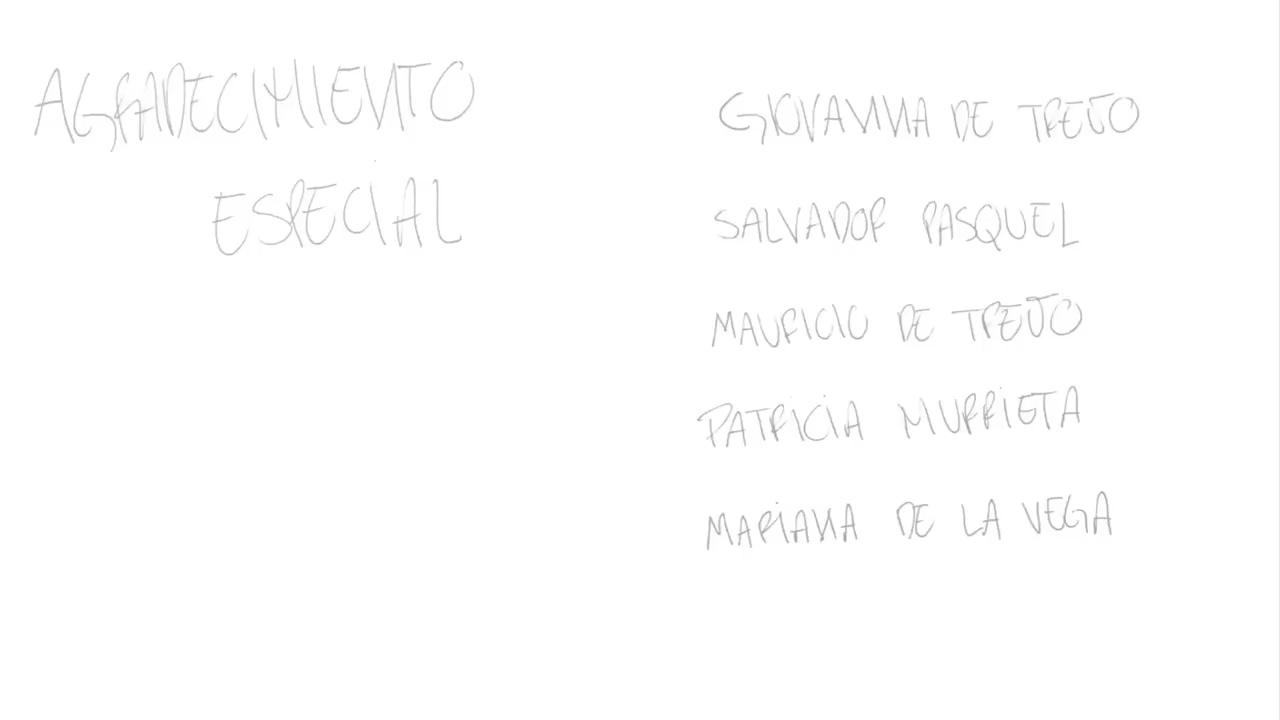 AGRADECIMIENTO
ESPECIAL
GIOVANNA DE TREJO
SALVADOR PASQUEL
MAURICIO DE TREJO
PATRICIA MURRIETA
MARIANA DE LA VEGA